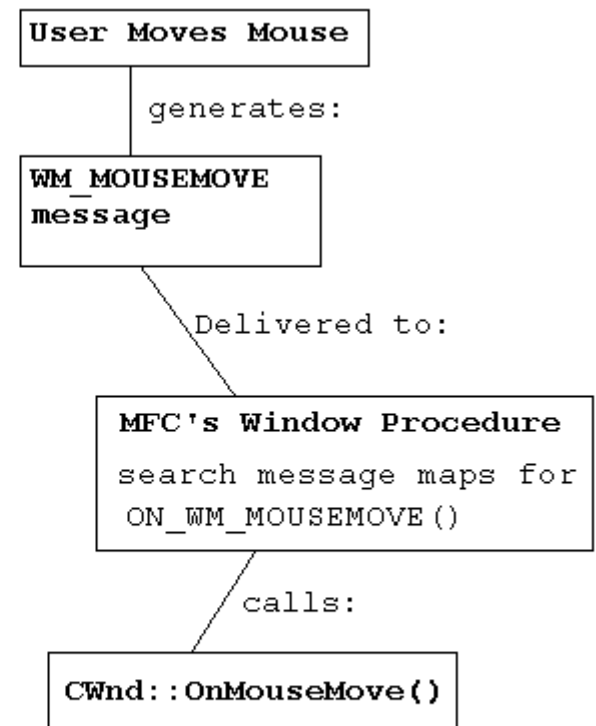 User Moves Mouse
generates:
WM_MOUSEMOVE
message
Delivered to:
MFC's Window Procedure
search message maps for
ON_WM_MOUSEMOVE()
calls:
CWnd::OnMouseMove()